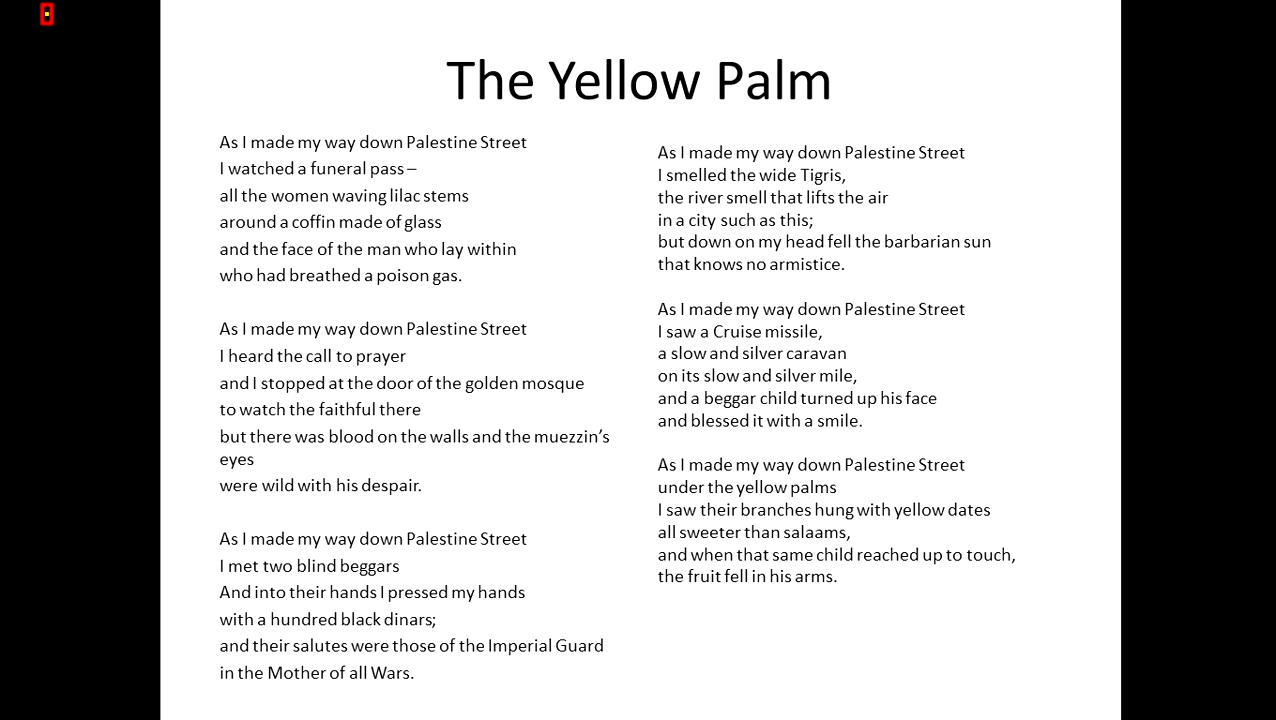 The Yellow Palm
As I made my way down Palestine Street
I watched a funeral pass –
all the women waving lilac stems
around a coffin made of glass
and the face of the man who lay within
who had breathed a poison gas.
As I made my way down Palestine Street
I heard the call to prayer
and I stopped at the door of the golden mosque
to watch the faithful there
but there was blood on the walls and the muezzin’s
eyes
were wild with his despair.
As I made my way down Palestine Street
I met two blind beggars
And into their hands I pressed my hands
with a hundred black dinars;
and their salutes were those of the Imperial Guard
in the Mother of all Wars.
As I made my way down Palestine Street
I smelled the wide Tigris,
the river smell that lifts the air
in a city such as this;
but down on my head fell the barbarian sun
that knows no armistice.
As I made my way down Palestine Street
I saw a Cruise missile,
a slow and silver caravan
on its slow and silver mile,
and a beggar child turned up his face
and blessed it with a smile.
As I made my way down Palestine Street
under the yellow palms
I saw their branches hung with yellow dates
all sweeter than salaams,
and when that same child reached up to touch,
the fruit fell in his arms.